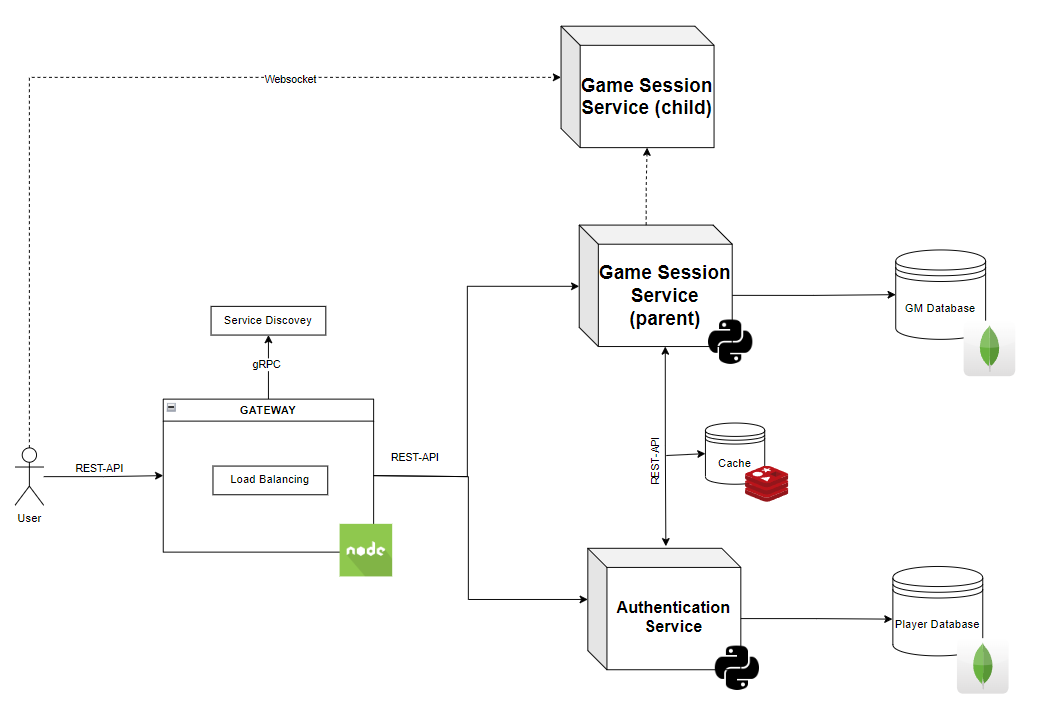 Websocket
Game Session
Service (child)
Game Session
Service
(parent)
GM Database
Service Discovey
gRPC
GATEWAY
REST-API
Load Balancing
REST-API
User
node
REST-API
Cache
Authentication
Service
Player Database